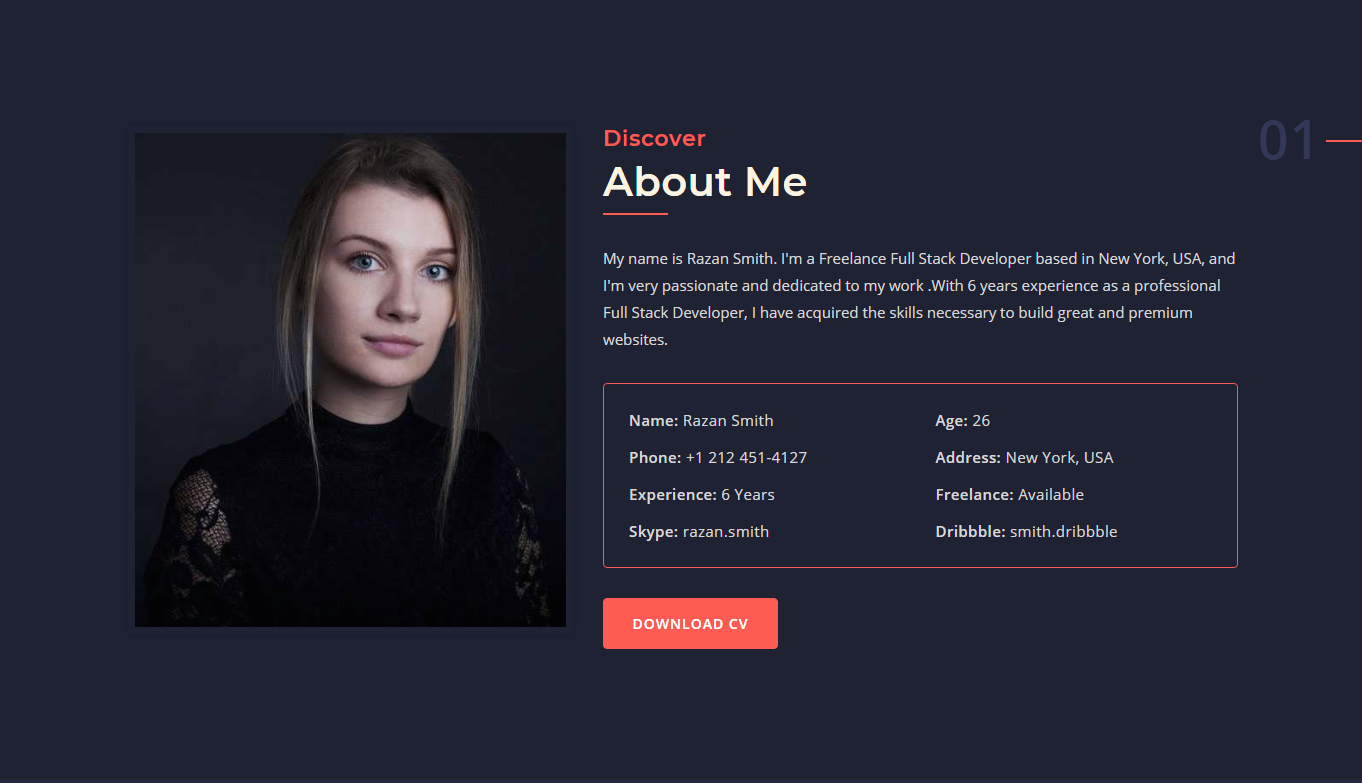 Discover
01
About Me
My name is Razan Smith. I'm a Freelance Full Stack Developer based in New York, USA, and
I'm very passionate and dedicated to my work .With 6 years experience as a professional
Full Stack Developer, I have acquired the skills necessary to build great and premium
websites.
Name: Razan Smith
Age: 26
Phone: +1 212 451-4127
Address: New York, USA
Experience: 6 Years
Freelance: Available
Skype: razan.smith
Dribbble: smith.dribbble
DOWNLOAD CV